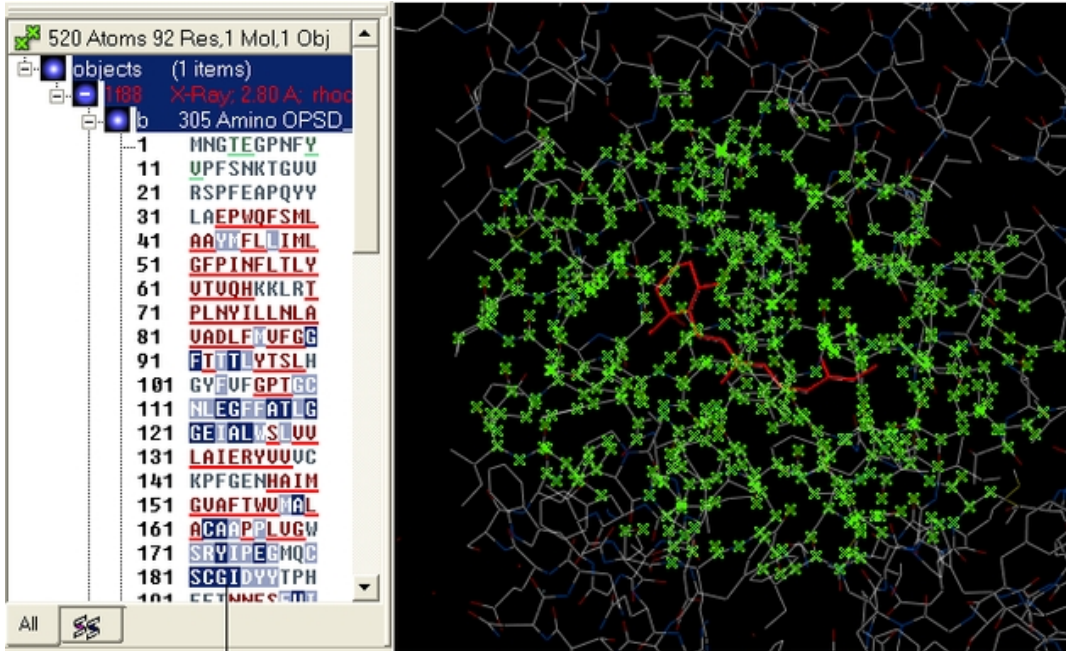 520 Atoms 92 Res,1 Mol,1 Obj
objects (1 items)
1f88 X-Ray; 2.80 A; rhoc
b 305 Amino OPSD_
1 MNGTEGPNFY
11 VPFSNKTGVV
21 RSPFEAPQYY
31 LAEPWQFSML
41 AAYMFLLIML
51 GFPINFLTLY
61 VTVQHKKLRT
71 PLNYILLNLA
81 VADLFMVFGG
91 FTTTLYTSLH
101 GYFVFGPTGC
111 NLEGFFATLG
121 GEIALWSLVV
131 LAIERYVVVC
141 KPFGENHAIM
151 GVAFTWVMAL
161 ACAAPPLVGW
171 SRYIPEGMQC
181 SCGIDYYTPH
All